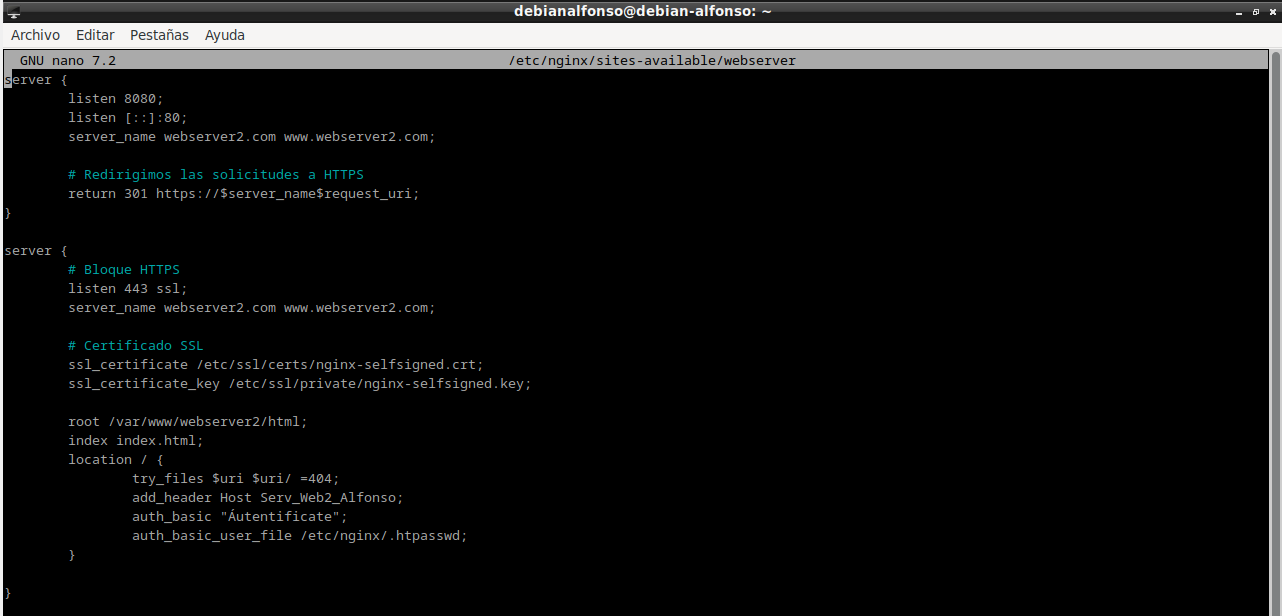 debianalfonso@debian-alfonso: ~
Archivo Editar Pestañas Ayuda
GNU nano 7.2 /etc/nginx/sites-available/webserver
server {
listen 8080;
listen [::]:80;
server_name webserver2.com www.webserver2.com;
# Redirigimos las solicitudes a HTTPS
return 301 https://$server_name$request_uri;
}
server {
# Bloque HTTPS
listen 443 ssl;
server_name webserver2.com www.webserver2.com;
# Certificado SSL
ssl_certificate /etc/ssl/certs/nginx-selfsigned.crt;
ssl_certificate_key /etc/ssl/private/nginx-selfsigned.key;
root /var/www/webserver2/html;
index index.html;
location / {
try_files $uri $uri/ =404;
add_header Host Serv_Web2_Alfonso;
auth_basic "Áutentificate";
auth_basic_user_file /etc/nginx/.htpasswd;
}
}